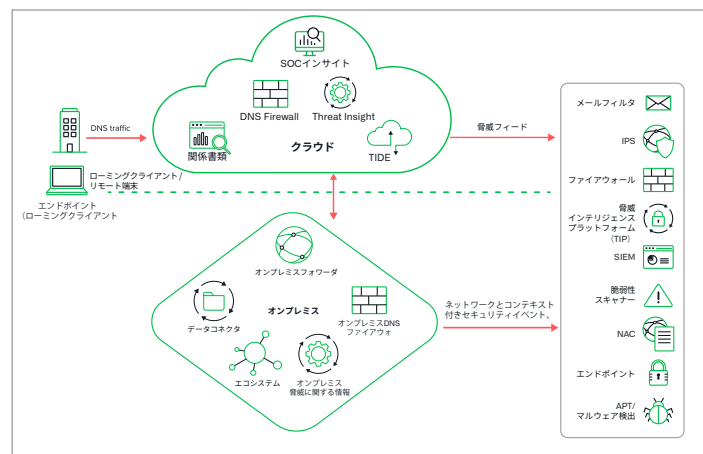 SOCインサイト
DNS Firewall
Threat Insight
関係書類
クラウド
TIDE
DNS traffic
ローミングクライアント/
リモート端末
エンドポイント
(ローミングクライアント
脅威フィード
オンプレミスフォワーダ
オンプレミス
データコネクタ
オンプレミスDNS
ファイアウォ
エコシステム
オンプレミス
脅威に関する情報
ネットワークとコンテキスト
付きセキュリティイベント、
メールフィルタ
IPS
ファイアウォール
脅威
インテリジェンス
プラットフォーム
(TIP)
SIEM
脆弱性
スキャナー
NAC
エンドポイント
APT/
マルウェア検出